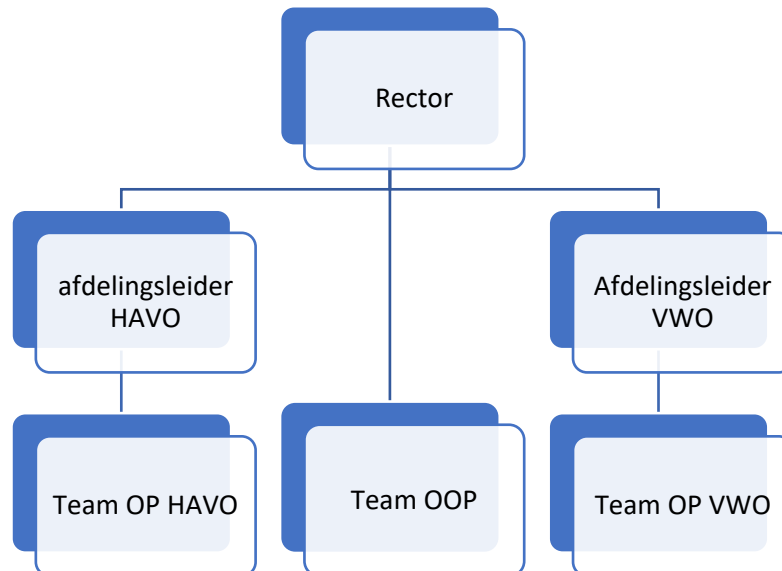 Rector
afdelingsleider
HAVO
Afdelingsleider
VWO
Team OP HAVO
Team OOP
Team OP VWO